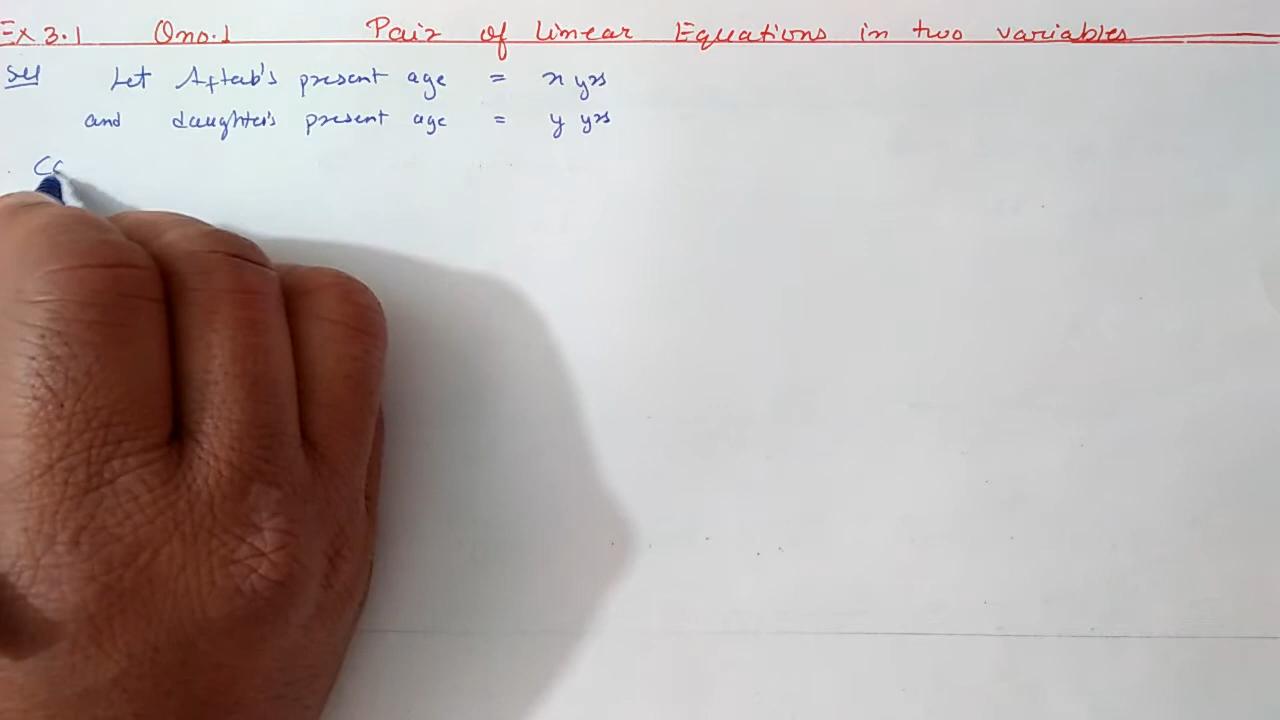 Ex 3.1 Qno.1 Pair of Linear Equations in two variables
Sol Let Aftab's present age = x yrs
and daughter's present age = y yrs